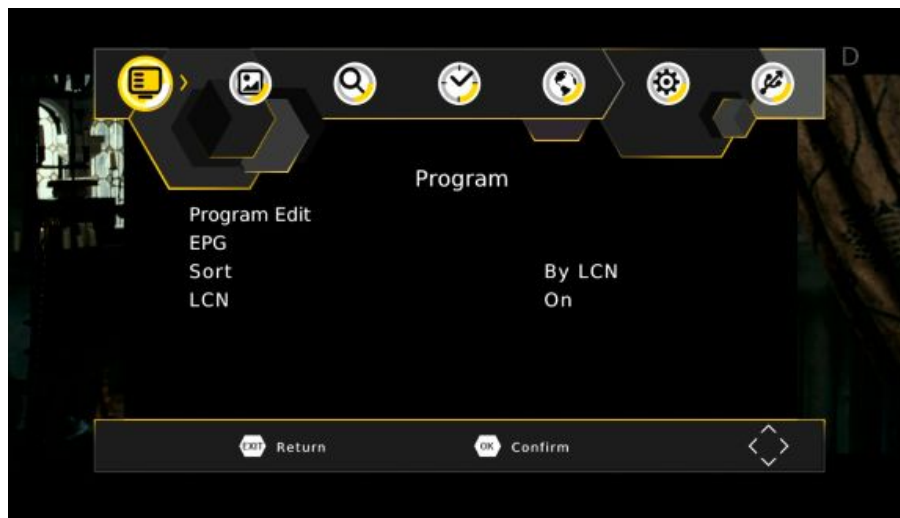 D
Program
Program Edit
EPG
Sort By LCN
LCN On
EXIT Return OK Confirm